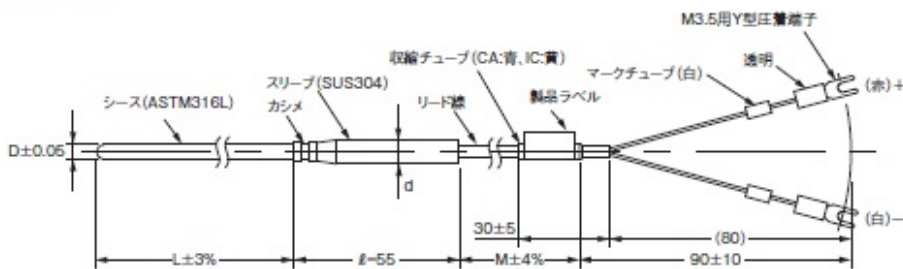 M3.5用Y型圧着端子
収縮チューブ(CA:青、IC:黄)
透明
マークチューブ(白)
(赤)+
スリーブ(SUS304)
シース(ASTM316L)
カシメ
リード線
製品ラベル
D±0.05
d
(白)−
30±5
(80)
L±3%
ℓ=55
M±4%
90±10